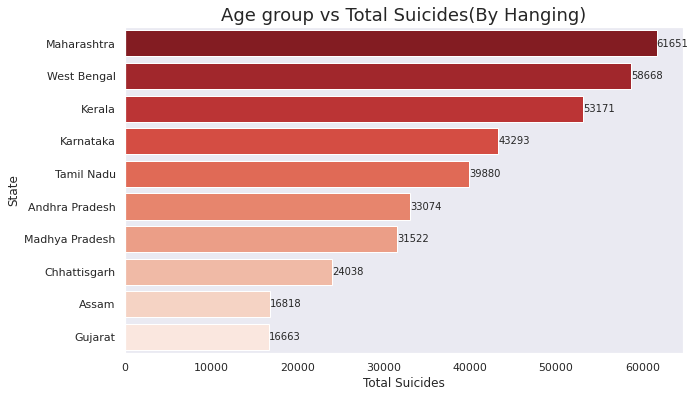 Age group vs Total Suicides(By Hanging)
Maharashtra 61651
West Bengal 58668
Kerala 53171
Karnataka 43293
Tamil Nadu 39880
State
Andhra Pradesh 33074
Madhya Pradesh 31522
Chhattisgarh 24038
Assam 16818
Gujarat 16663
0 10000 20000 30000 40000 50000 60000
Total Suicides